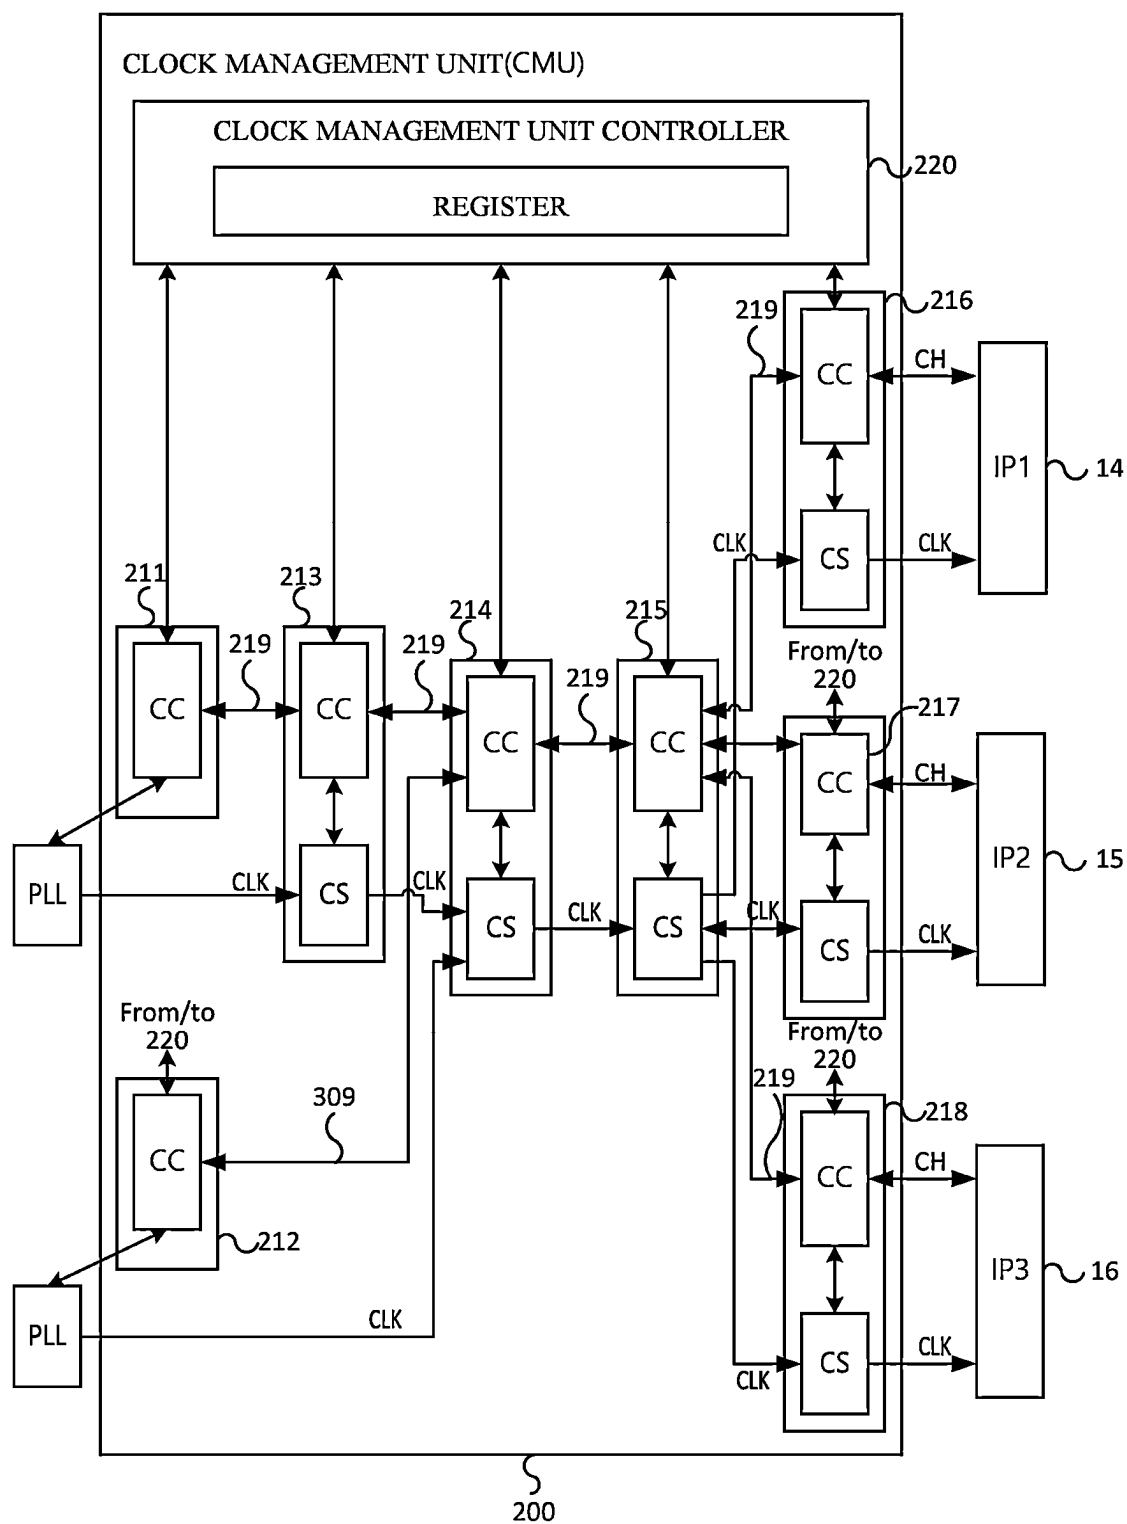 CLOCK MANAGEMENT UNIT(CMU)
CLOCK MANAGEMENT UNIT CONTROLLER
REGISTER
220
216
219
CC
CH
IP1
14
CLK
CS
CLK
211
213
214
215
From/to
220
219
219
219
217
CC
CC
CC
CC
CC
CH
IP2
15
PLL
CLK
CS
CLK
CS
CLK
CS
CLK
CS
CLK
From/to
220
From/to
220
309
219
218
CC
CC
CH
212
IP3
16
PLL
CLK
CLK
CS
CLK
200